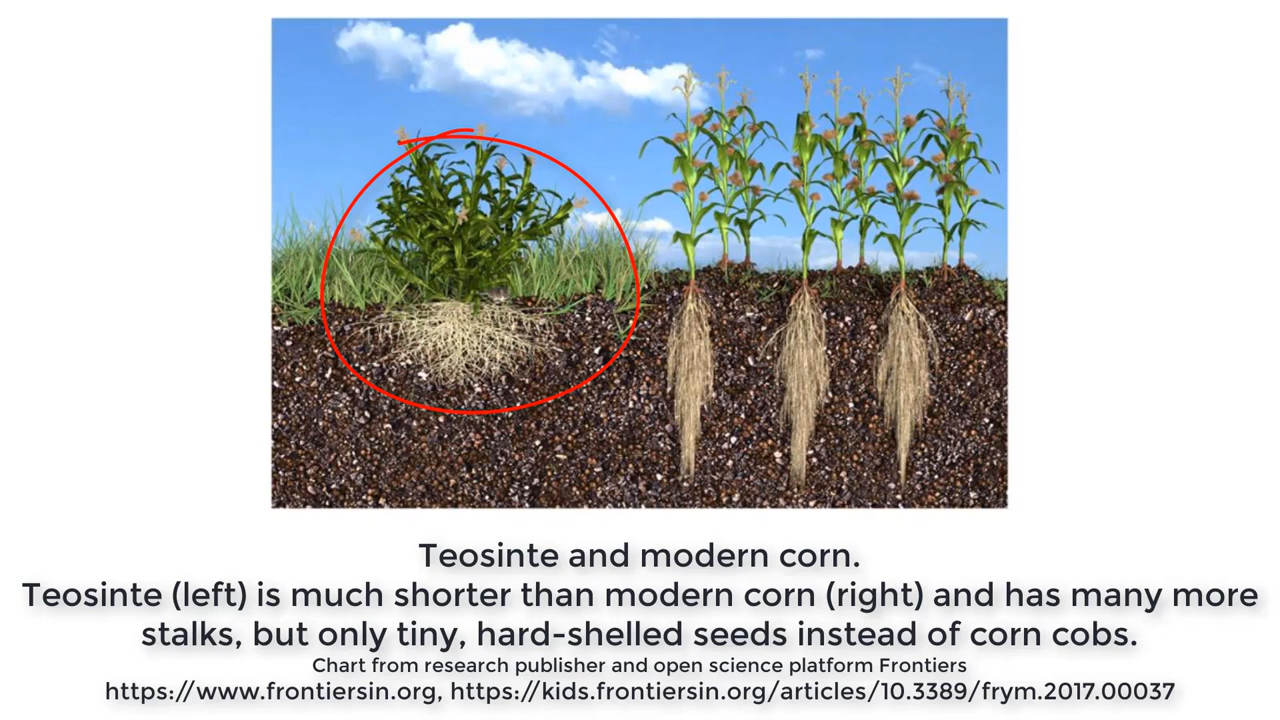 Teosinte and modern corn.
Teosinte (left) is much shorter than modern corn (right) and has many more
stalks, but only tiny, hard-shelled seeds instead of corn cobs.
Chart from research publisher and open science platform Frontiers
https://www.frontiersin.org, https://kids.frontiersin.org/articles/10.3389/frym.2017.00037